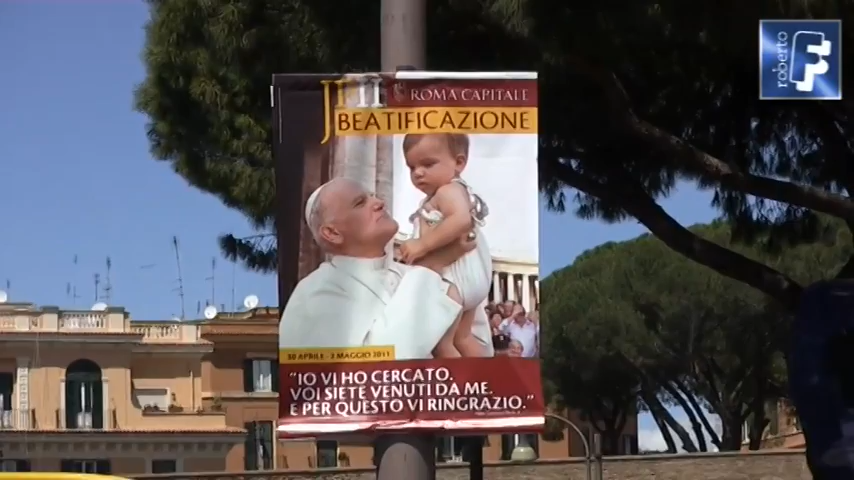 ROMA CAPITALE
BEATIFICAZIONE
30 APRILE - 2 MAGGIO 2011
"IO VI HO CERCATO.
VOI SIETE VENUTI DA ME.
E PER QUESTO VI RINGRAZIO."
roberto
F